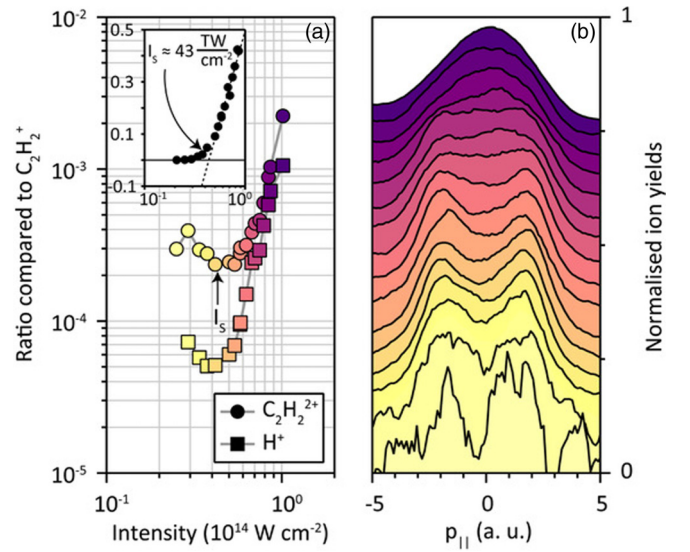 10⁻²
10⁻³
10⁻⁴
10⁻⁵
Ratio compared to C₂H₂⁺
(a)
0.5
0.3
0.1
-0.1
Iₛ ≈ 43 TW
cm⁻²
10⁻¹ 10⁰
Iₛ
C₂H₂²⁺
H⁺
10⁻¹ 10⁰
Intensity (10¹⁴ W cm⁻²)
(b)
1
0
Normalised ion yields
-5 0 5
p|| (a. u.)